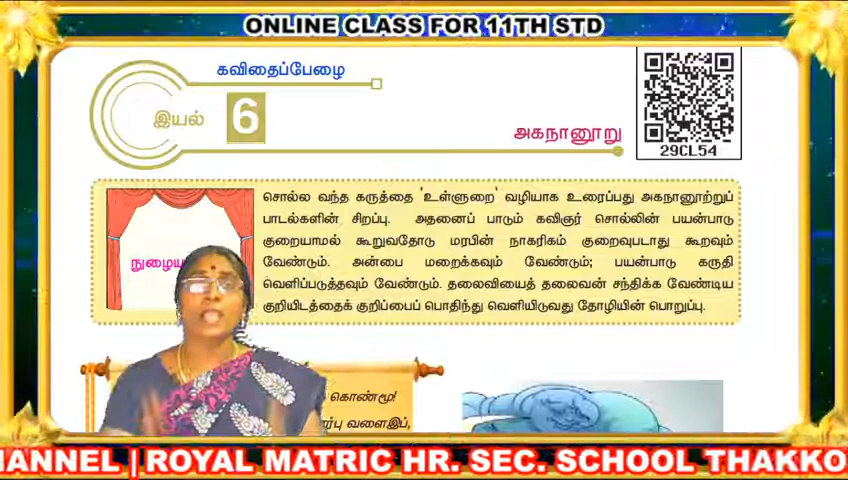 ONLINE CLASS FOR 11TH STD
கவிதைப்பேழை
இயல் 6
அகநானூறு
29CL54
சொல்ல வந்த கருத்தை 'உள்ளுறை' வழியாக உரைப்பது அகநானூற்றுப்
பாடல்களின் சிறப்பு. அதனைப் பாடும் கவிஞர் சொல்லின் பயன்பாடு
குறையாமல் கூறுவதோடு மரபின் நாகரிகம் குறைவுபடாது கூறவும்
வேண்டும். அன்பை மறைக்கவும் வேண்டும்; பயன்பாடு கருதி
வெளிப்படுத்தவும் வேண்டும். தலைவியைத் தலைவன் சந்திக்க வேண்டிய
குறியிடத்தைக் குறிப்பைப் பொதிந்து வெளியிடுவது தோழியின் பொறுப்பு.
கொண்மூ!
வளைஇப்,
HANNEL | ROYAL MATRIC HR. SEC. SCHOOL THAKKO